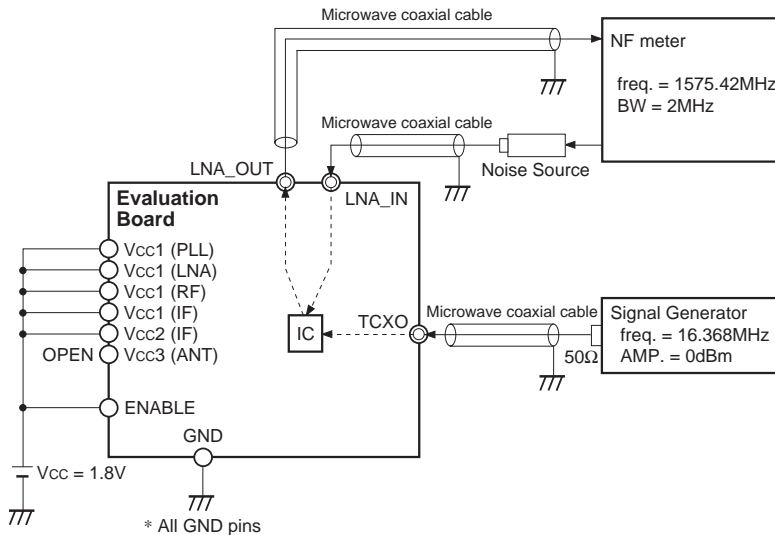 Microwave coaxial cable
NF meter
freq. = 1575.42MHz
BW = 2MHz
Microwave coaxial cable
Noise Source
LNA_OUT
LNA_IN
Evaluation
Board
VCC1 (PLL)
VCC1 (LNA)
VCC1 (RF)
VCC1 (IF)
VCC2 (IF)
OPEN VCC3 (ANT)
ENABLE
IC
TCXO
Microwave coaxial cable
50Ω
Signal Generator
freq. = 16.368MHz
AMP. = 0dBm
GND
VCC = 1.8V
* All GND pins